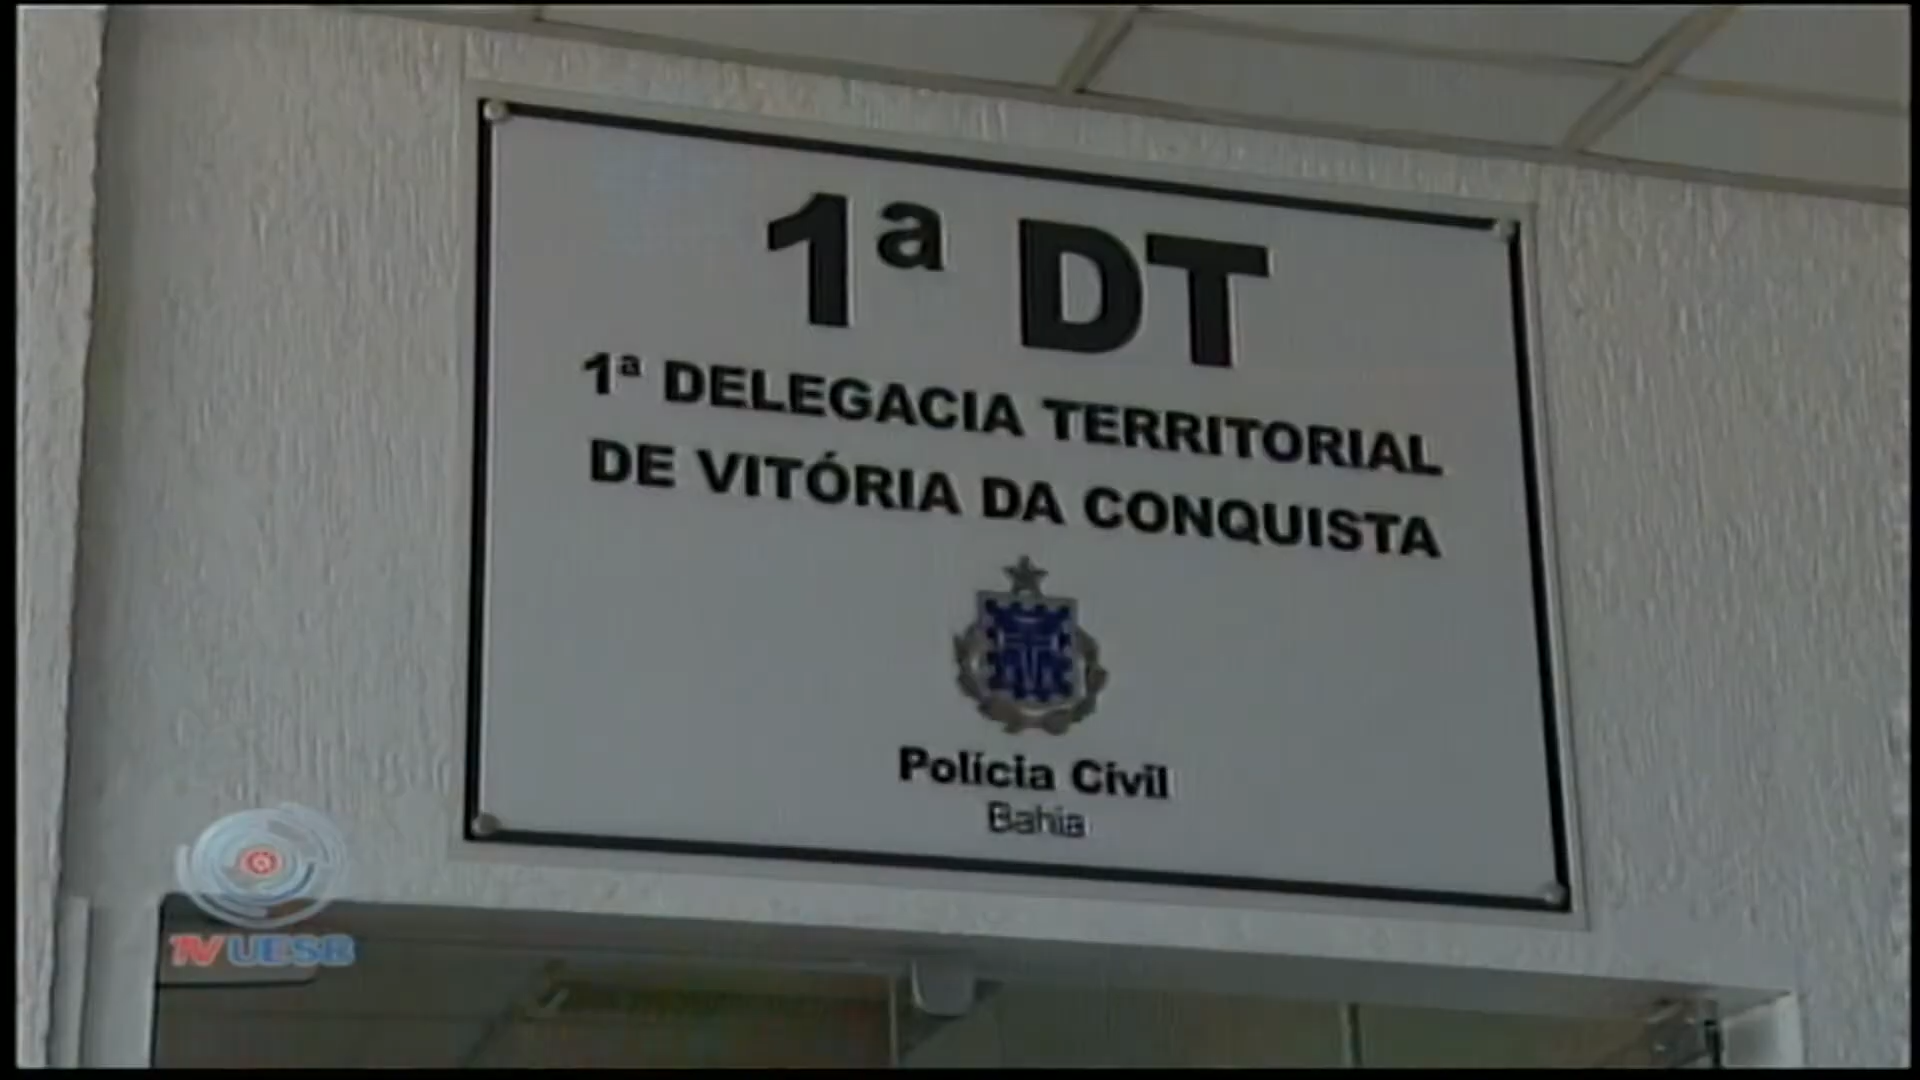 1ª DT
1ª DELEGACIA TERRITORIAL
DE VITÓRIA DA CONQUISTA
Polícia Civil
Bahia
TV UESB